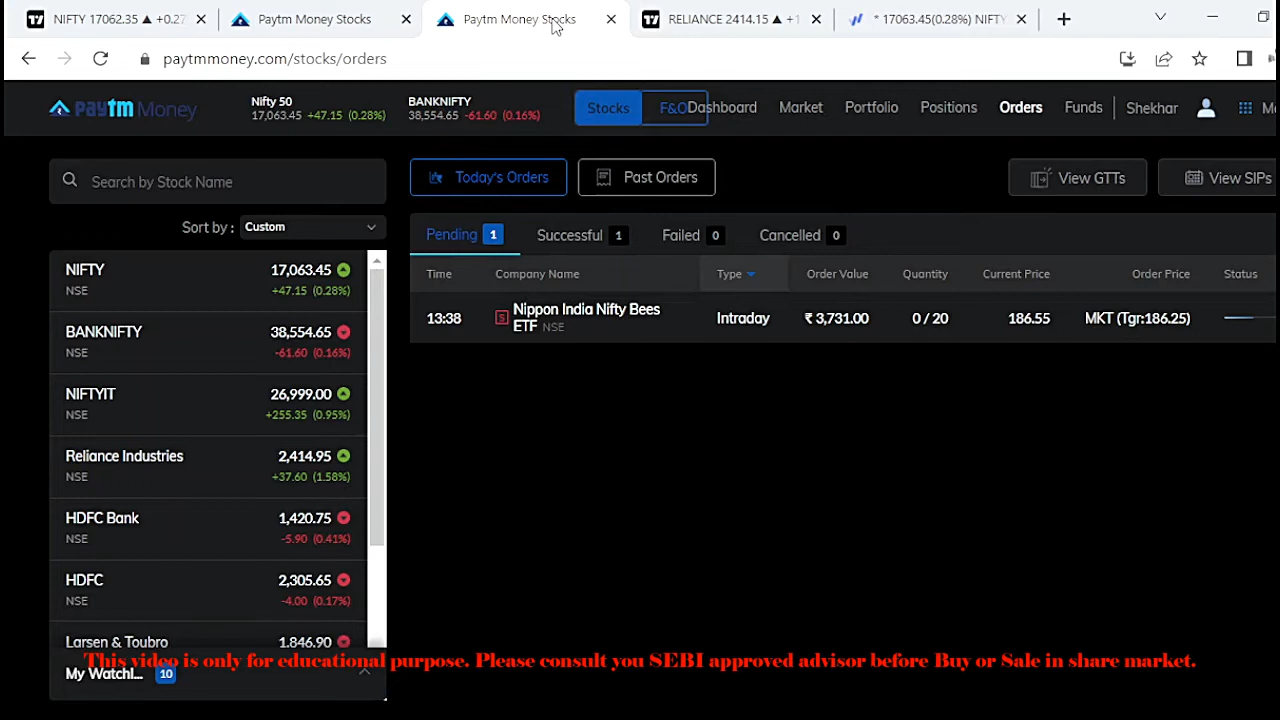 NIFTY 17062.35 ▲ +0.27
Paytm Money Stocks
Paytm Money Stocks
RELIANCE 2414.15 ▲ +1
* 17063.45(0.28%) NIFTY
paytmmoney.com/stocks/orders
paytm Money
Nifty 50
17,063.45 +47.15 (0.28%)
BANKNIFTY
38,554.65 -61.60 (0.16%)
Stocks
F&O
Dashboard
Market
Portfolio
Positions
Orders
Funds
Shekhar
Search by Stock Name
Today's Orders
Past Orders
View GTTs
View SIPs
Sort by : Custom
Pending 1
Successful 1
Failed 0
Cancelled 0
Time Company Name Type Order Value Quantity Current Price Order Price Status
13:38 S Nippon India Nifty Bees Intraday ₹ 3,731.00 0 / 20 186.55 MKT (Tgr:186.25)
ETF NSE
NIFTY 17,063.45
NSE +47.15 (0.28%)
BANKNIFTY 38,554.65
NSE -61.60 (0.16%)
NIFTYIT 26,999.00
NSE +255.35 (0.95%)
Reliance Industries 2,414.95
NSE +37.60 (1.58%)
HDFC Bank 1,420.75
NSE -5.90 (0.41%)
HDFC 2,305.65
NSE -4.00 (0.17%)
Larsen & Toubro 1,846.90
This video is only for educational purpose. Please consult you SEBI approved advisor before Buy or Sale in share market.
My Watchl... 10